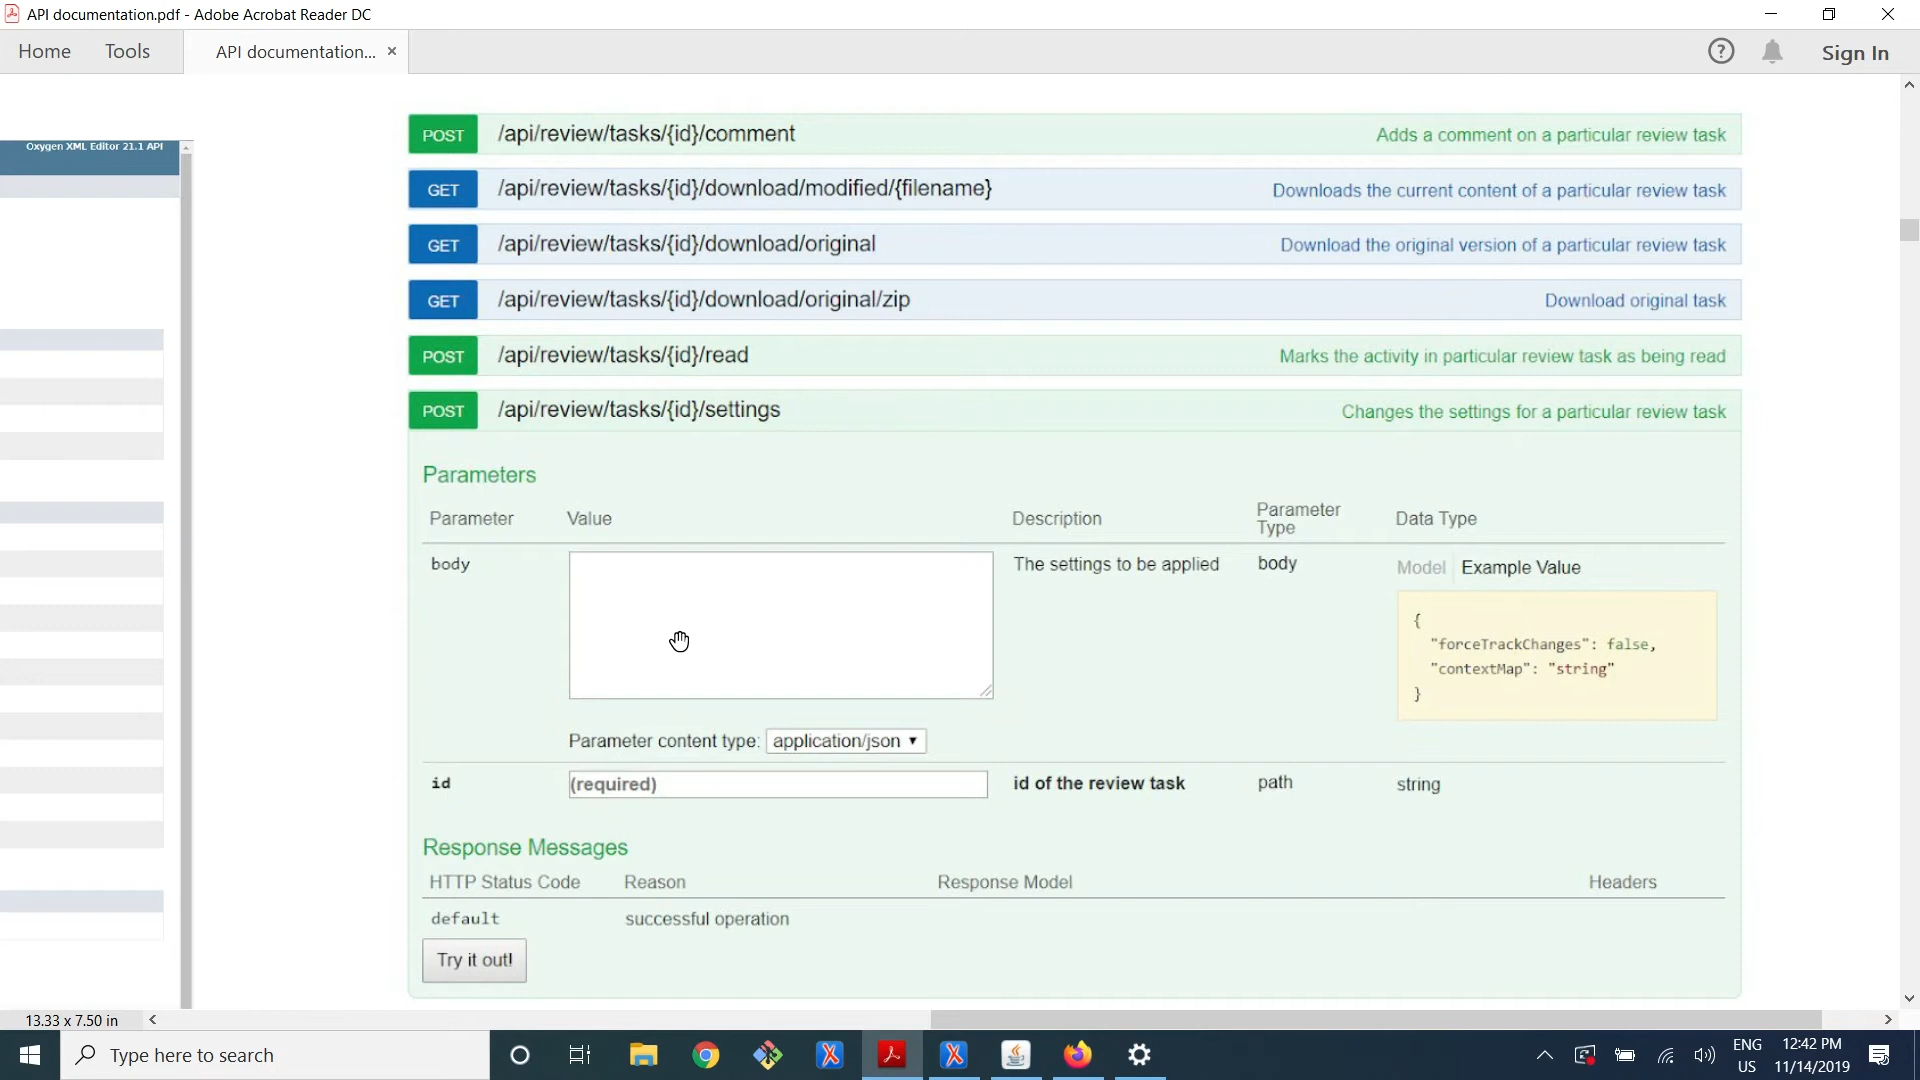 API documentation.pdf - Adobe Acrobat Reader DC
Home Tools API documentation... × ? Sign In
Oxygen XML Editor 21.1 API
POST /api/review/tasks/{id}/comment Adds a comment on a particular review task
GET /api/review/tasks/{id}/download/modified/{filename} Downloads the current content of a particular review task
GET /api/review/tasks/{id}/download/original Download the original version of a particular review task
GET /api/review/tasks/{id}/download/original/zip Download original task
POST /api/review/tasks/{id}/read Marks the activity in particular review task as being read
POST /api/review/tasks/{id}/settings Changes the settings for a particular review task
Parameters
Parameter Value Description Parameter Type Data Type
body The settings to be applied body Model Example Value
{
"forceTrackChanges": false,
"contextMap": "string"
}
Parameter content type: application/json
id (required) id of the review task path string
Response Messages
HTTP Status Code Reason Response Model Headers
default successful operation
Try it out!
13.33 x 7.50 in
Type here to search
ENG 12:42 PM
US 11/14/2019